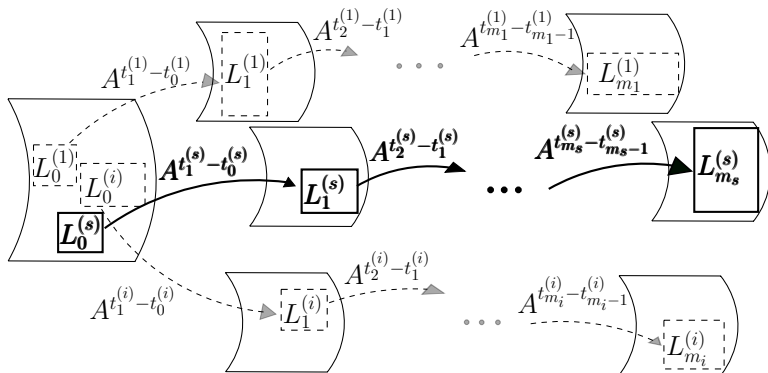 A^{t_1^{(1)}-t_0^{(1)}} L_1^{(1)} A^{t_2^{(1)}-t_1^{(1)}} ... A^{t_{m_1}^{(1)}-t_{m_1-1}^{(1)}} L_{m_1}^{(1)}
L_0^{(1)}
L_0^{(i)}
L_0^{(s)} A^{t_1^{(s)}-t_0^{(s)}} L_1^{(s)} A^{t_2^{(s)}-t_1^{(s)}} ... A^{t_{m_s}^{(s)}-t_{m_s-1}^{(s)}} L_{m_s}^{(s)}
A^{t_1^{(i)}-t_0^{(i)}} L_1^{(i)} A^{t_2^{(i)}-t_1^{(i)}} ... A^{t_{m_i}^{(i)}-t_{m_i-1}^{(i)}} L_{m_i}^{(i)}